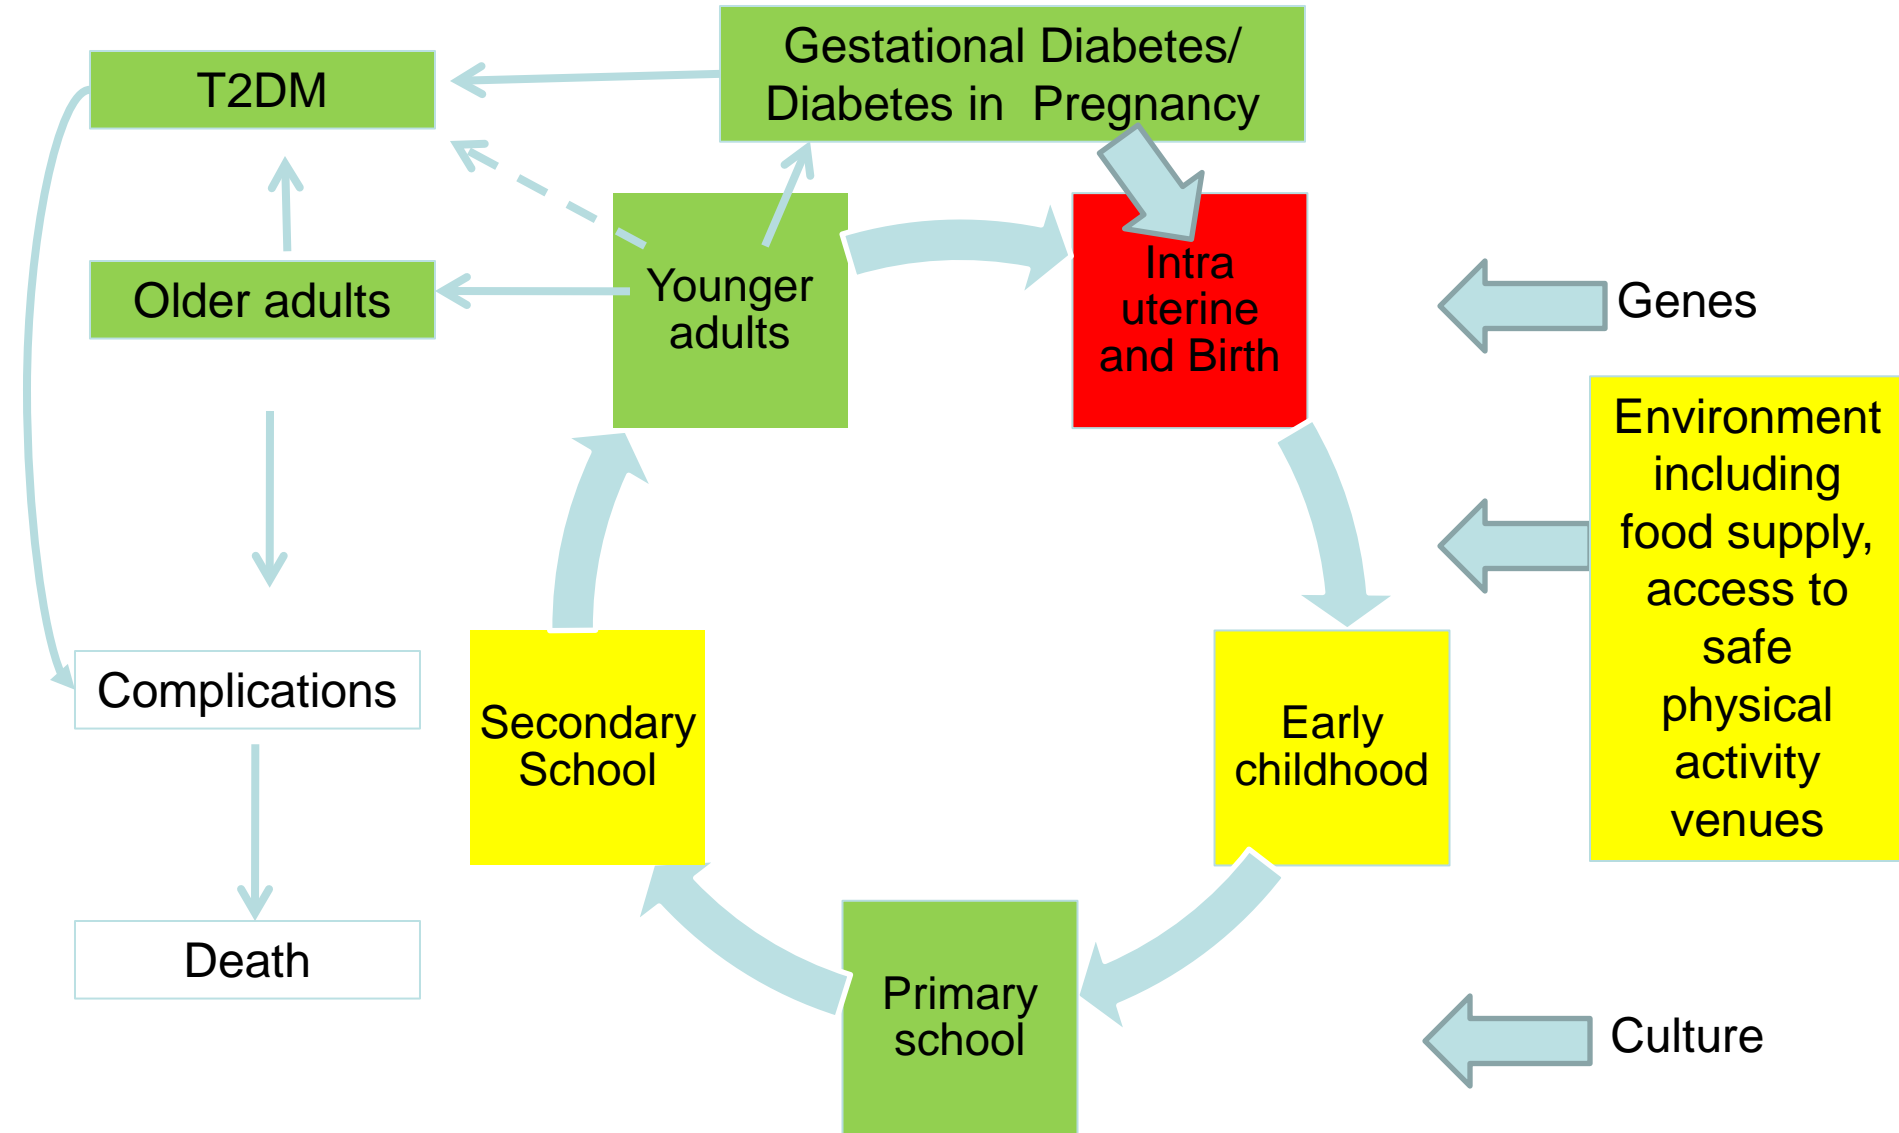 Gestational Diabetes/
Diabetes in Pregnancy
T2DM
Older adults
Younger
adults
Intra
uterine
and Birth
Genes
Environment
including
food supply,
access to
safe
physical
activity
venues
Complications
Secondary
School
Early
childhood
Death
Primary
school
Culture